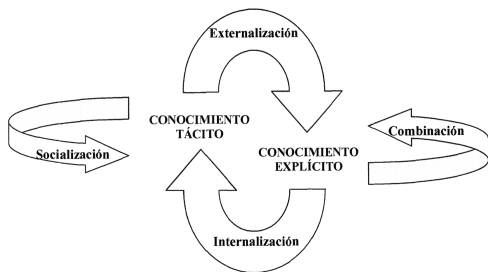 Externalización
CONOCIMIENTO
TÁCITO
Combinación
Socialización
CONOCIMIENTO
EXPLÍCITO
Internalización